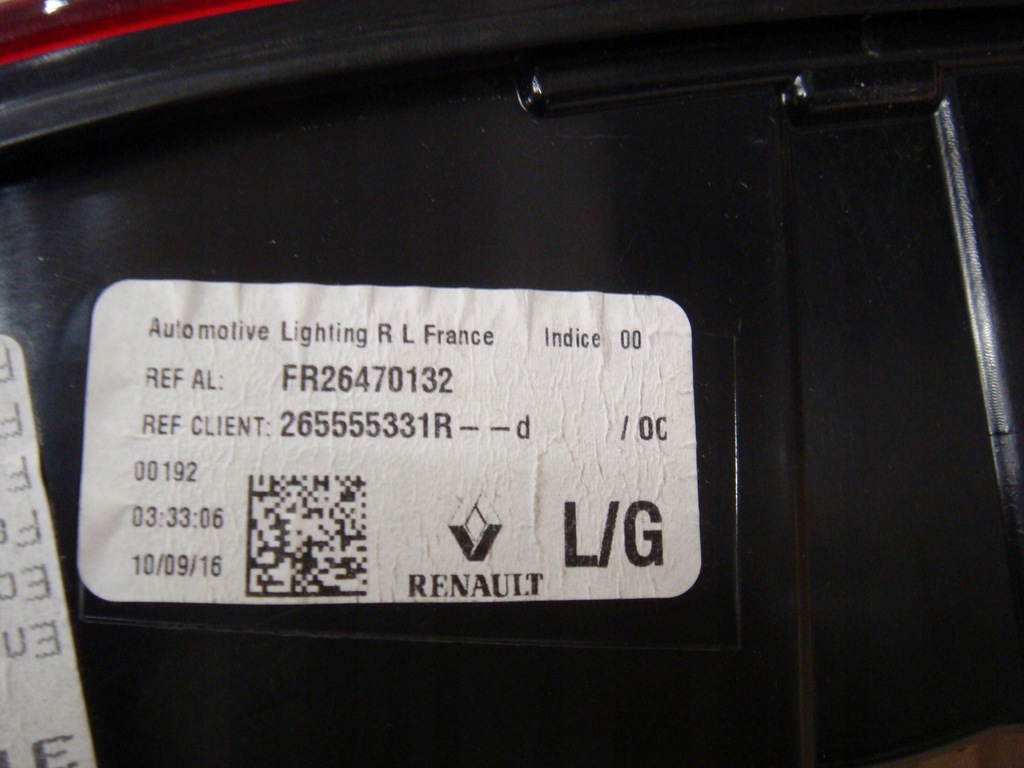 Automotive Lighting R L France Indice 00
REF AL: FR26470132
REF CLIENT: 265555331R--d /00
00192
03:33:06
10/09/16
RENAULT
L/G